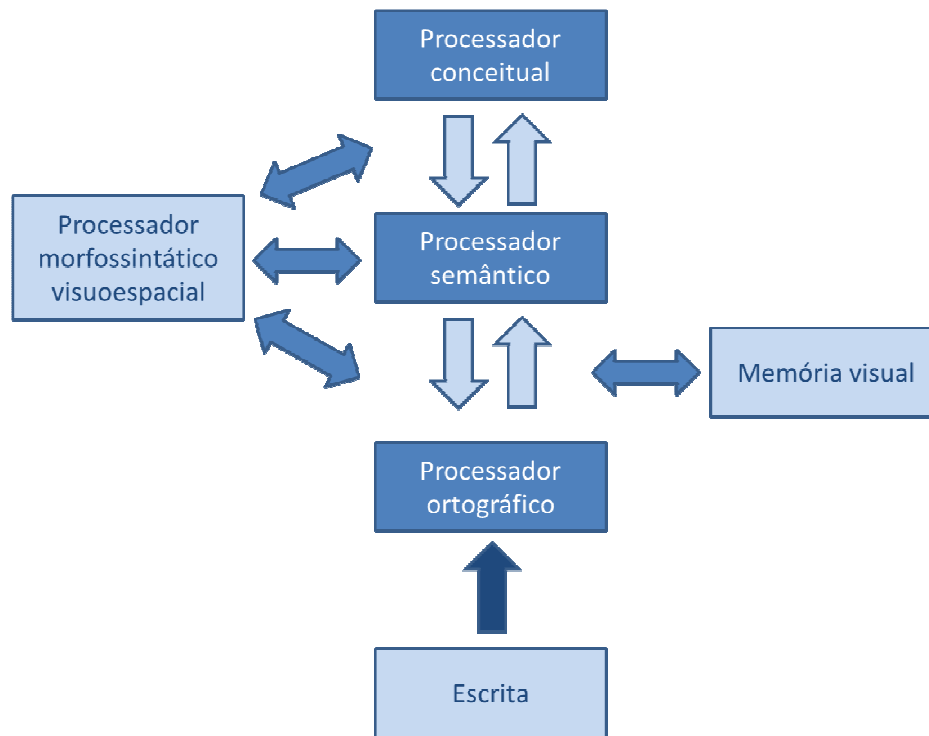 Processador
conceitual
Processador
morfossintático
visuoespacial
Processador
semântico
Memória visual
Processador
ortográfico
Escrita